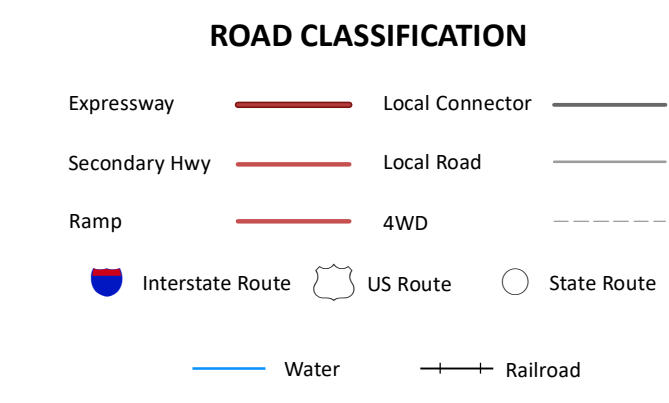 ROAD CLASSIFICATION
Expressway
Local Connector
Secondary Hwy
Local Road
Ramp
4WD
Interstate Route
US Route
State Route
Water
Railroad